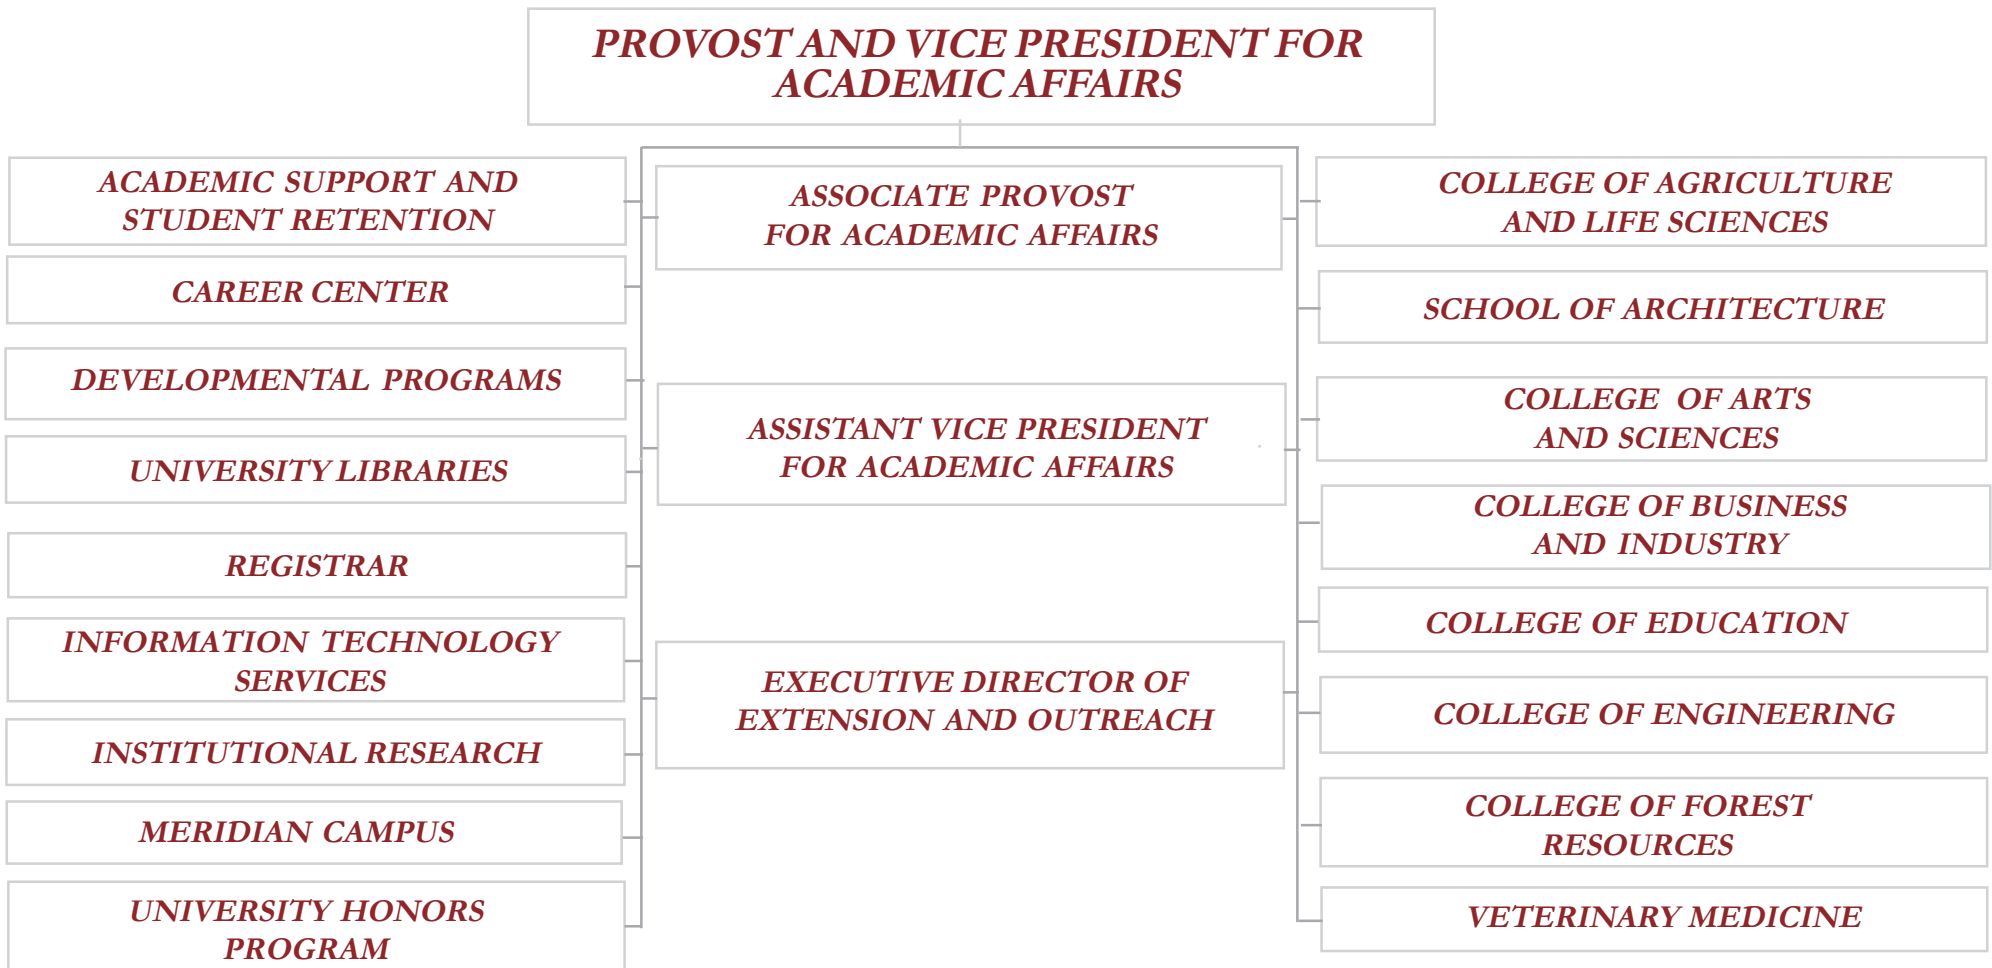 PROVOST AND VICE PRESIDENT FOR
ACADEMIC AFFAIRS
ACADEMIC SUPPORT AND
STUDENT RETENTION
CAREER CENTER
DEVELOPMENTAL PROGRAMS
UNIVERSITY LIBRARIES
REGISTRAR
INFORMATION TECHNOLOGY
SERVICES
INSTITUTIONAL RESEARCH
MERIDIAN CAMPUS
UNIVERSITY HONORS
PROGRAM
ASSOCIATE PROVOST
FOR ACADEMIC AFFAIRS
ASSISTANT VICE PRESIDENT
FOR ACADEMIC AFFAIRS
EXECUTIVE DIRECTOR OF
EXTENSION AND OUTREACH
COLLEGE OF AGRICULTURE
AND LIFE SCIENCES
SCHOOL OF ARCHITECTURE
COLLEGE OF ARTS
AND SCIENCES
COLLEGE OF BUSINESS
AND INDUSTRY
COLLEGE OF EDUCATION
COLLEGE OF ENGINEERING
COLLEGE OF FOREST
RESOURCES
VETERINARY MEDICINE